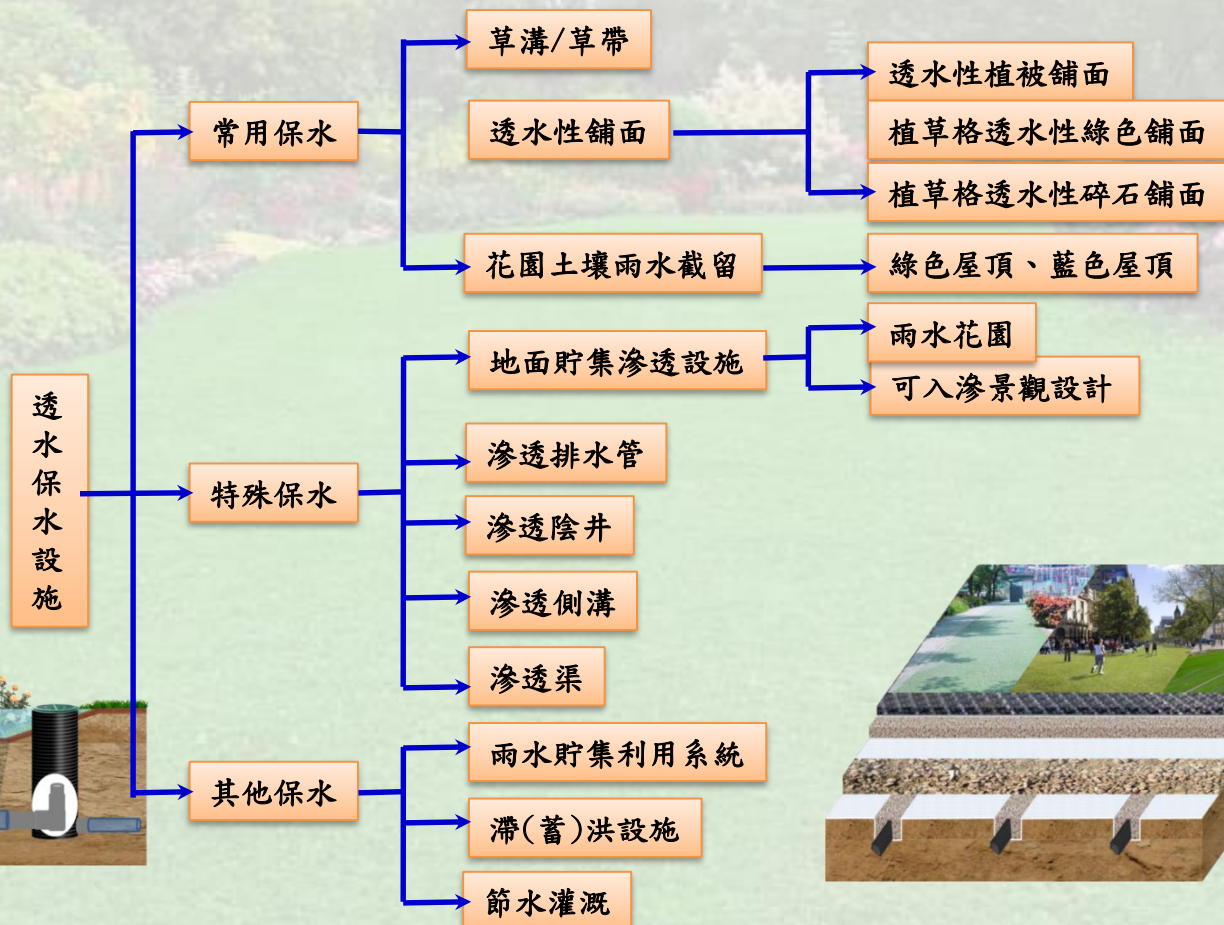 透水保水設施
常用保水
草溝/草帶
透水性舖面
透水性植被舖面
植草格透水性綠色舖面
植草格透水性碎石舖面
花園土壤雨水截留
綠色屋頂、藍色屋頂
特殊保水
地面貯集滲透設施
雨水花園
可入滲景觀設計
滲透排水管
滲透陰井
滲透側溝
滲透渠
其他保水
雨水貯集利用系統
滯(蓄)洪設施
節水灌溉